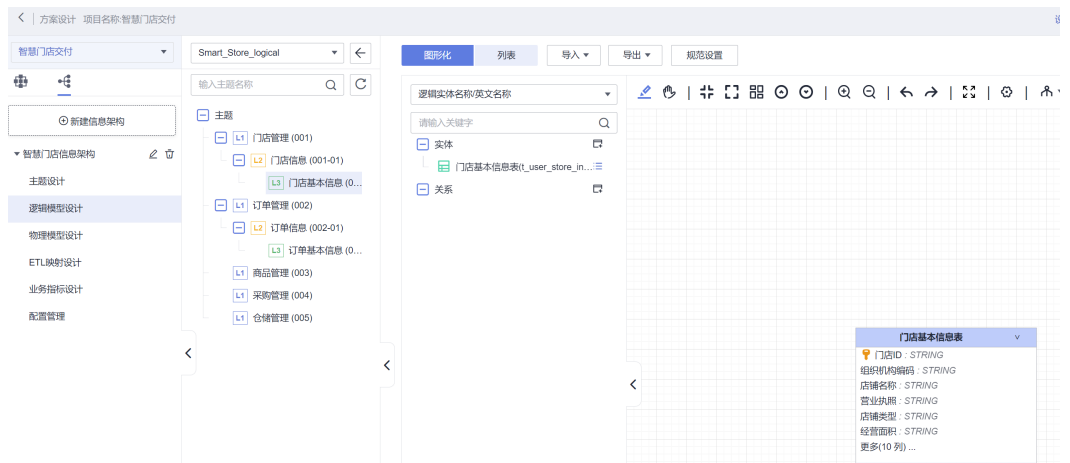 方案设计 项目名称:智慧门店交付
智慧门店交付
新建信息架构
智慧门店信息架构
主题设计
逻辑模型设计
物理模型设计
ETL映射设计
业务指标设计
配置管理
Smart_Store_logical
输入主题名称
主题
L1 门店管理 (001)
L2 门店信息 (001-01)
L3 门店基本信息 (0...
L1 订单管理 (002)
L2 订单信息 (002-01)
L3 订单基本信息 (0...
L1 商品管理 (003)
L1 采购管理 (004)
L1 仓储管理 (005)
图形化 列表 导入 导出 规范设置
逻辑实体名称/英文名称
请输入关键字
实体
门店基本信息表(t_user_store_in...
关系
门店基本信息表
门店ID : STRING
组织机构编码 : STRING
店铺名称 : STRING
营业执照 : STRING
店铺类型 : STRING
经营面积 : STRING
更多(10 列) ...